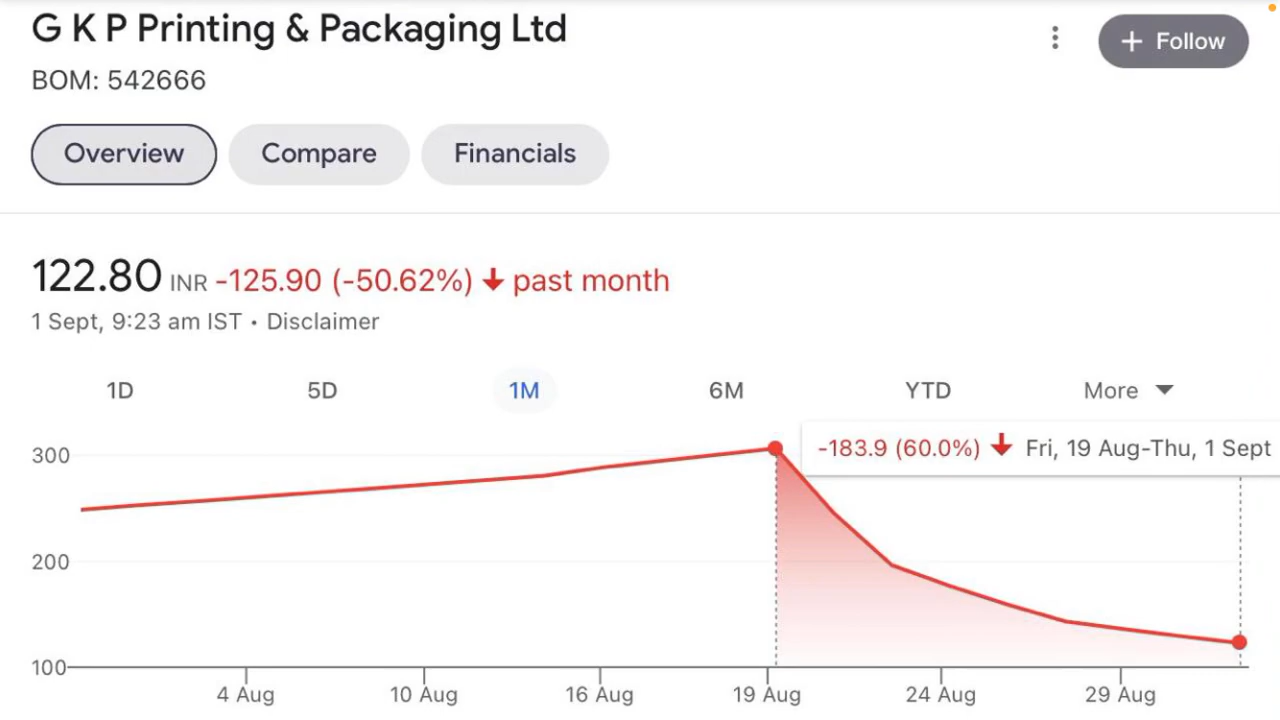 G K P Printing & Packaging Ltd
+ Follow
BOM: 542666
Overview Compare Financials
122.80 INR -125.90 (-50.62%) ↓ past month
1 Sept, 9:23 am IST • Disclaimer
1D 5D 1M 6M YTD More
-183.9 (60.0%) ↓ Fri, 19 Aug-Thu, 1 Sept
300
200
100
4 Aug 10 Aug 16 Aug 19 Aug 24 Aug 29 Aug